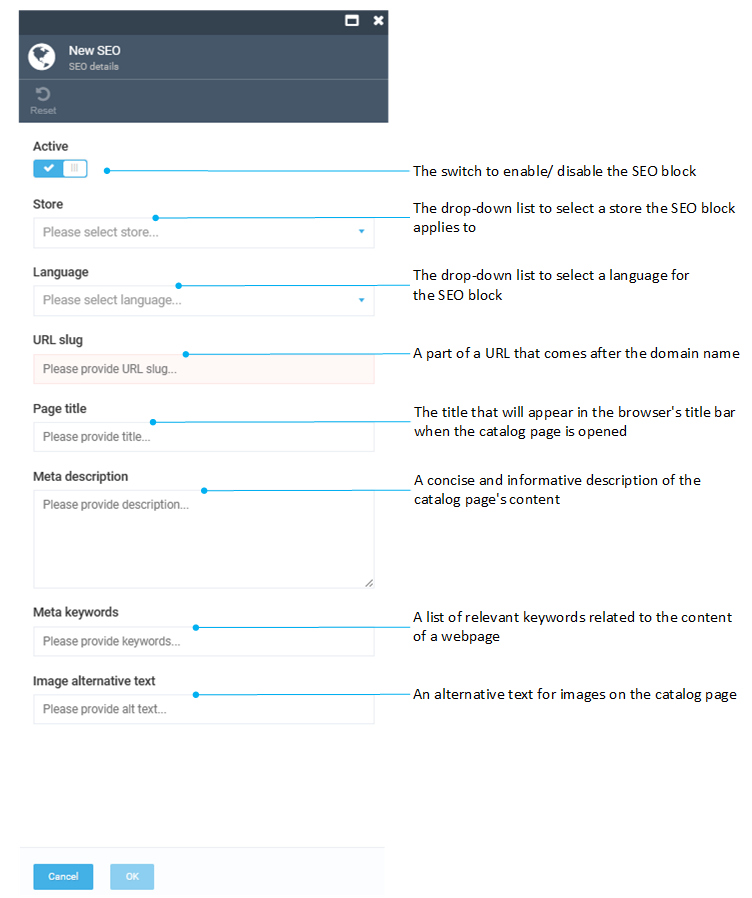 New SEO
SEO details
Reset
Active
The switch to enable/ disable the SEO block
Store
Please select store...
The drop-down list to select a store the SEO block
applies to
Language
Please select language...
The drop-down list to select a language for
the SEO block
URL slug
Please provide URL slug...
A part of a URL that comes after the domain name
Page title
Please provide title...
The title that will appear in the browser's title bar
when the catalog page is opened
Meta description
Please provide description...
A concise and informative description of the
catalog page's content
Meta keywords
Please provide keywords...
A list of relevant keywords related to the content
of a webpage
Image alternative text
Please provide alt text...
An alternative text for images on the catalog page
Cancel
OK